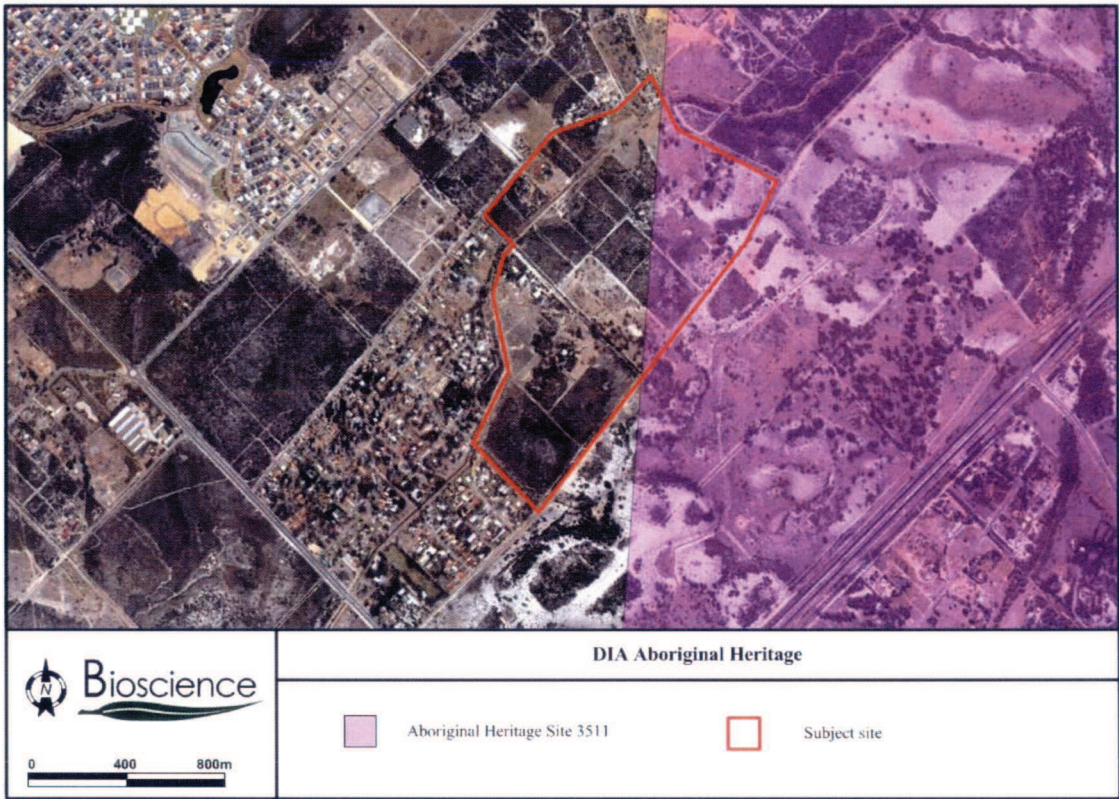 DIA Aboriginal Heritage
N
Bioscience
Aboriginal Heritage Site 3511
Subject site
0 400 800m